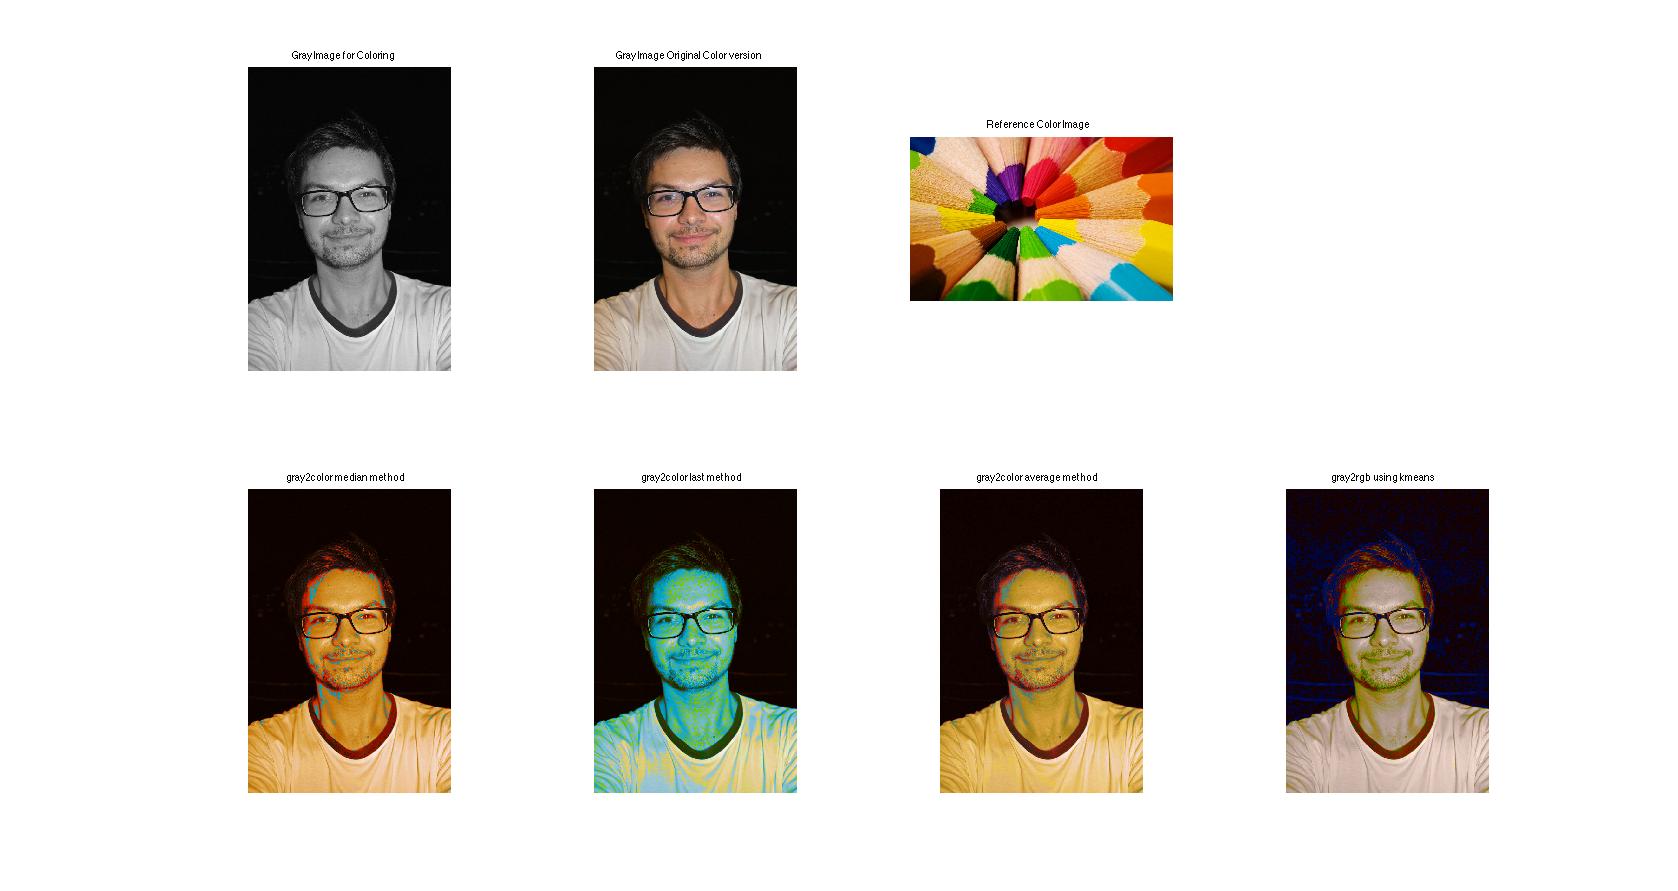 Gray Image for Coloring
Gray Image Original Color version
Reference Color Image
gray2color median method
gray2color last method
gray2color average method
gray2rgb using kmeans